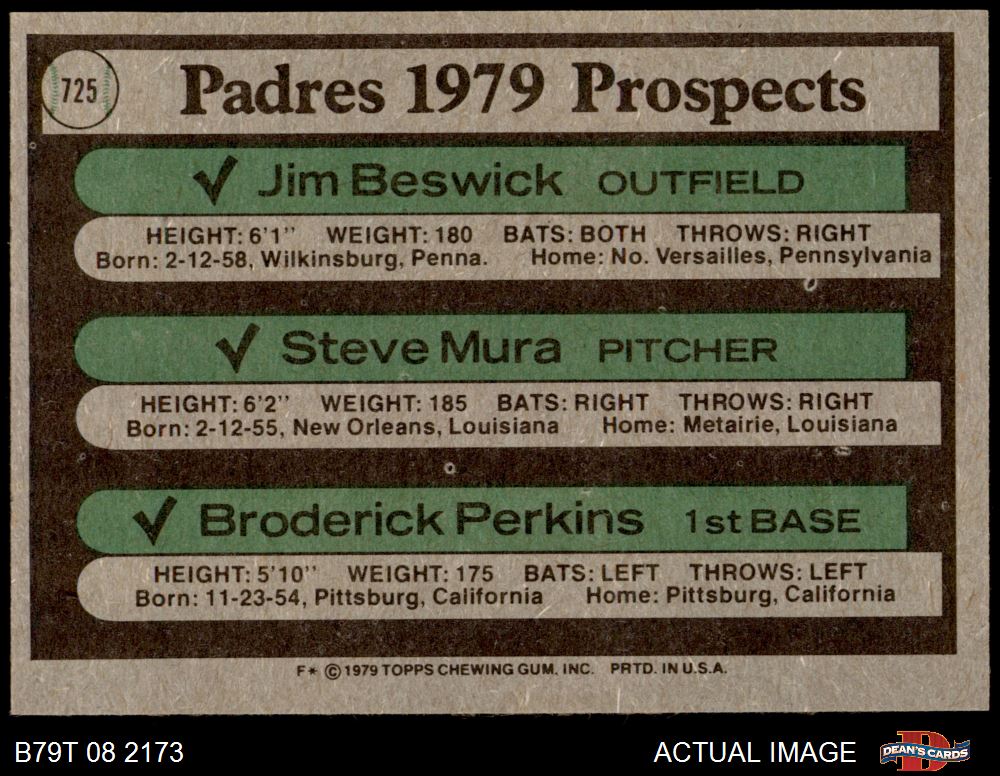 725
Padres 1979 Prospects
✓ Jim Beswick OUTFIELD
HEIGHT: 6'1'' WEIGHT: 180 BATS: BOTH THROWS: RIGHT
Born: 2-12-58, Wilkinsburg, Penna. Home: No. Versailles, Pennsylvania
✓ Steve Mura PITCHER
HEIGHT: 6'2'' WEIGHT: 185 BATS: RIGHT THROWS: RIGHT
Born: 2-12-55, New Orleans, Louisiana Home: Metairie, Louisiana
✓ Broderick Perkins 1st BASE
HEIGHT: 5'10'' WEIGHT: 175 BATS: LEFT THROWS: LEFT
Born: 11-23-54, Pittsburg, California Home: Pittsburg, California
F* © 1979 TOPPS CHEWING GUM, INC. PRTD. IN U.S.A.
B79T 08 2173 ACTUAL IMAGE DEAN'S CARDS